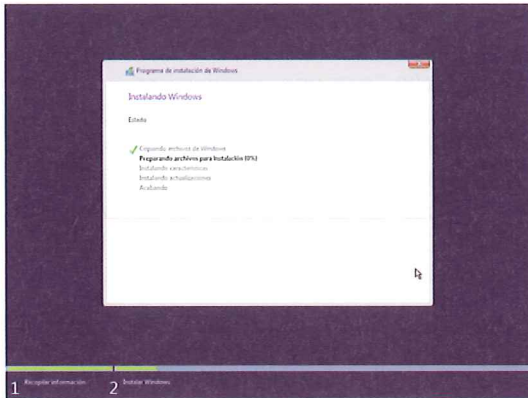 Programa de instalación de Windows
Instalando Windows
Estado
Copiando archivos de Windows
Preparando archivos para instalación (0%)
Instalando características
Instalando actualizaciones
Acabando
1 Recopilar información
2 Instalar Windows